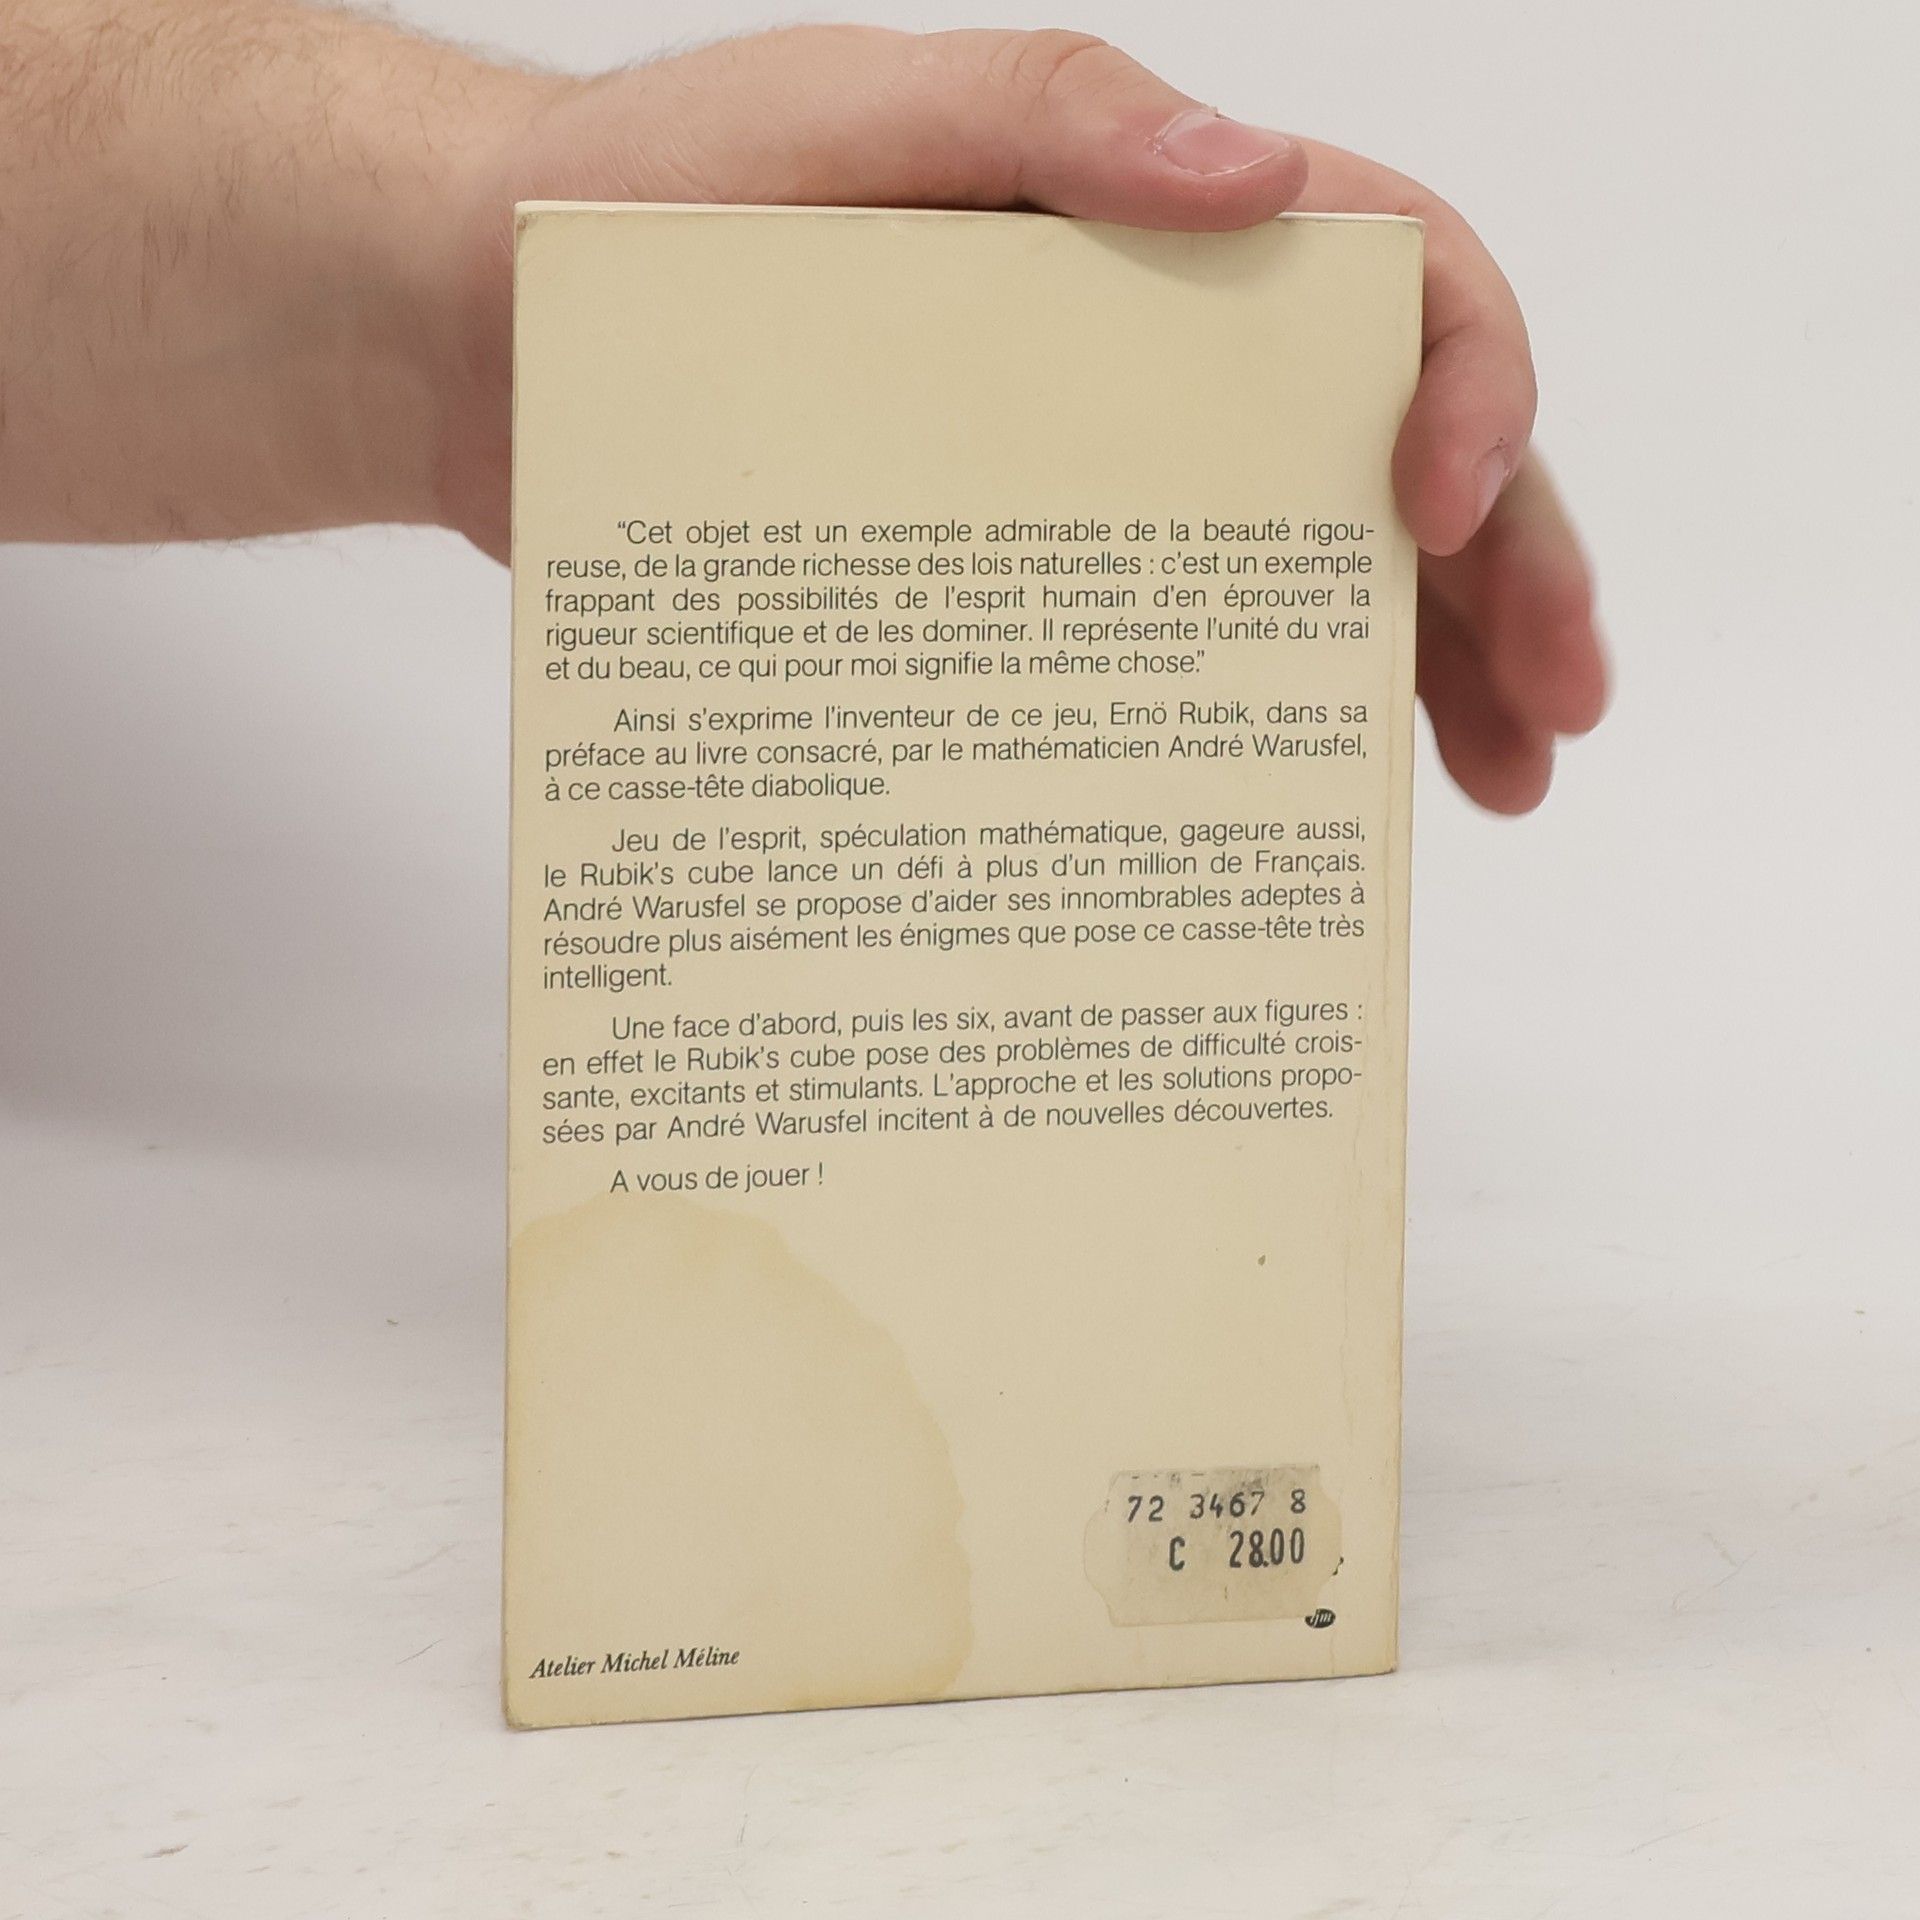 “Cet objet est un exemple admirable de la beauté rigou-
reuse, de la grande richesse des lois naturelles : c'est un exemple
frappant des possibilités de l'esprit humain d'en éprouver la
rigueur scientifique et de les dominer. Il représente l'unité du vrai
et du beau, ce qui pour moi signifie la même chose.”
Ainsi s'exprime l'inventeur de ce jeu, Ernö Rubik, dans sa
préface au livre consacré, par le mathématicien André Warusfel,
à ce casse-tête diabolique.
Jeu de l'esprit, spéculation mathématique, gageure aussi,
le Rubik's cube lance un défi à plus d'un million de Français.
André Warusfel se propose d'aider ses innombrables adeptes à
résoudre plus aisément les énigmes que pose ce casse-tête très
intelligent.
Une face d'abord, puis les six, avant de passer aux figures :
en effet le Rubik's cube pose des problèmes de difficulté crois-
sante, excitants et stimulants. L'approche et les solutions propo-
sées par André Warusfel incitent à de nouvelles découvertes.
A vous de jouer !
72 3467 8
C 28.00
jm
Atelier Michel Méline